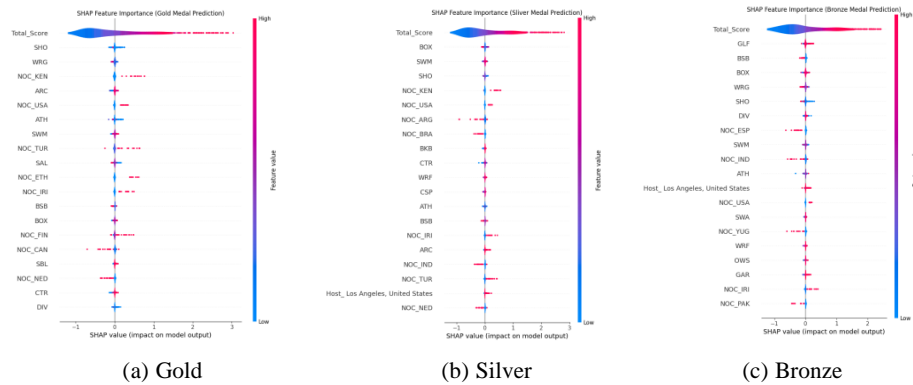 SHAP Feature Importance (Gold Medal Prediction)
High
Total_Score
SHO
WRG
NOC_KEN
ARC
NOC_USA
ATH
SWM
NOC_TUR
SAL
NOC_ETH
NOC_IRI
BSB
BOX
NOC_FIN
NOC_CAN
SBL
NOC_NED
CTR
DIV
Feature value
Low
−1 0 1 2 3
SHAP value (impact on model output)
(a) Gold
SHAP Feature Importance (Sliver Medal Prediction)
High
Total_Score
BOX
SWM
SHO
NOC_KEN
NOC_USA
NOC_ARG
NOC_BRA
BKB
CTR
WRF
CSP
ATH
BSB
NOC_IRI
ARC
NOC_IND
NOC_TUR
Host_ Los Angeles, United States
NOC_NED
Feature value
Low
−1 0 1 2 3
SHAP value (impact on model output)
(b) Silver
SHAP Feature Importance (Bronze Medal Prediction)
High
Total_Score
GLF
BSB
BOX
WRG
SHO
DIV
NOC_ESP
SWM
NOC_IND
ATH
Host_ Los Angeles, United States
NOC_USA
SWA
NOC_YUG
WRF
OWS
GAR
NOC_IRI
NOC_PAK
Low
−1 0 1 2
SHAP value (impact on model output)
(c) Bronze